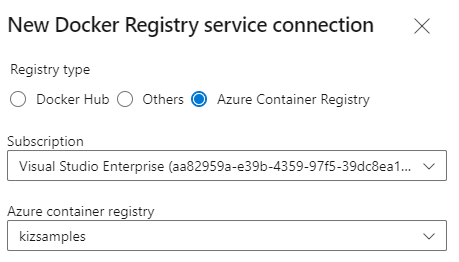 New Docker Registry service connection
Registry type
Docker Hub Others Azure Container Registry
Subscription
Visual Studio Enterprise (aa82959a-e39b-4359-97f5-39dc8ea1...
Azure container registry
kizsamples